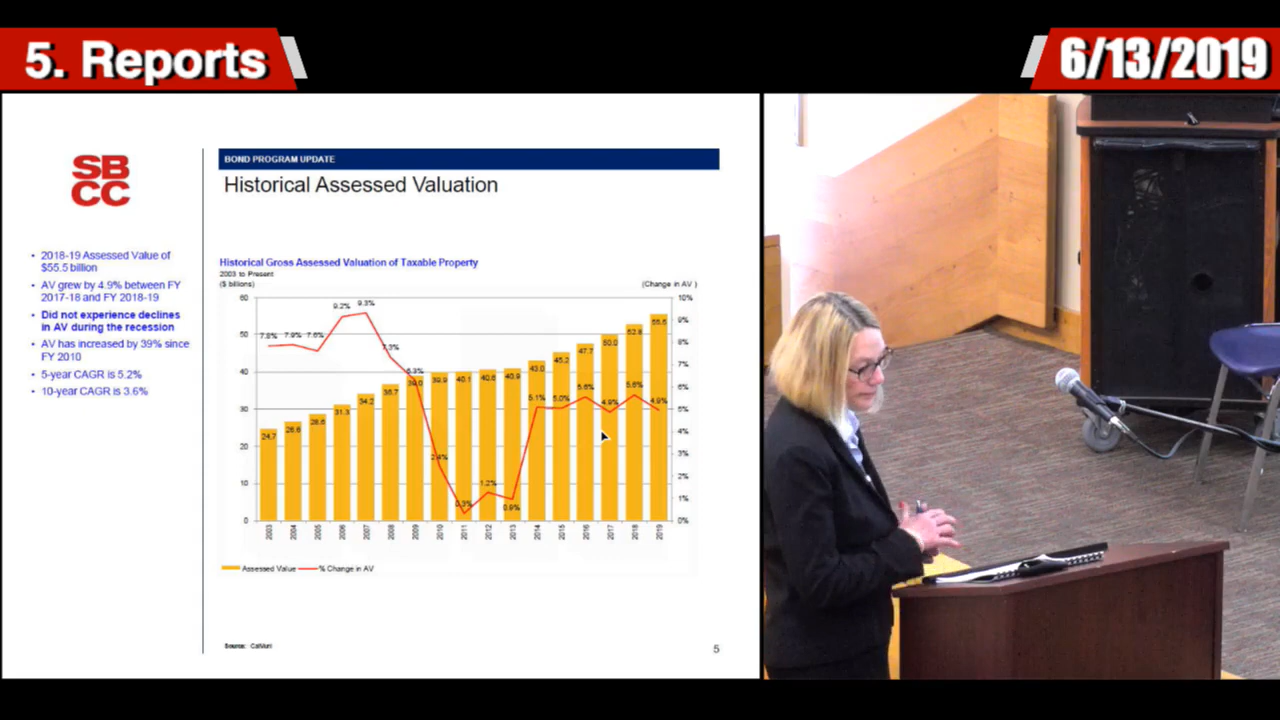 5. Reports
6/13/2019
SB
CC
BOND PROGRAM UPDATE
Historical Assessed Valuation
• 2018-19 Assessed Value of
$55.5 billion
• AV grew by 4.9% between FY
2017-18 and FY 2018-19
• Did not experience declines
in AV during the recession
• AV has increased by 39% since
FY 2010
• 5-year CAGR is 5.2%
• 10-year CAGR is 3.6%
Historical Gross Assessed Valuation of Taxable Property
2003 to Present
($ billions)
(Change in AV )
60
50
40
30
20
10
0
10%
9%
8%
7%
6%
5%
4%
3%
2%
1%
0%
7.8% 7.9% 7.6% 9.2% 9.3% 7.3% 6.3% 2.4% 0.3% 1.2% 0.9% 5.1% 5.0% 5.6% 4.9% 5.6% 4.9%
24.7 26.6 28.6 31.3 34.2 36.7 39.0 39.9 40.1 40.6 40.9 43.0 45.2 47.7 50.0 52.8 55.5
2003 2004 2005 2006 2007 2008 2009 2010 2011 2012 2013 2014 2015 2016 2017 2018 2019
Assessed Value % Change in AV
Source: CalMuni
5